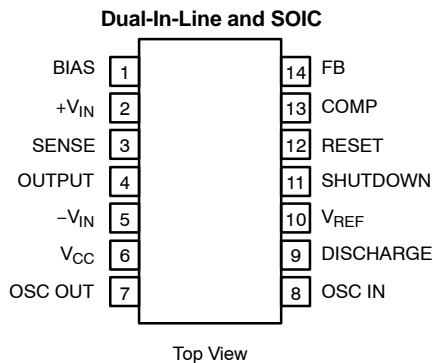 Dual-In-Line and SOIC
BIAS 1 14 FB
+VIN 2 13 COMP
SENSE 3 12 RESET
OUTPUT 4 11 SHUTDOWN
−VIN 5 10 VREF
VCC 6 9 DISCHARGE
OSC OUT 7 8 OSC IN
Top View